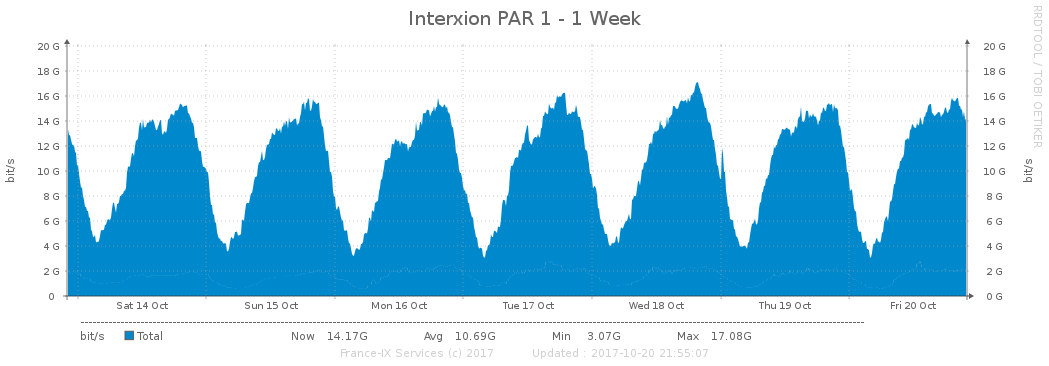 Interxion PAR 1 - 1 Week
RRDTOOL / TOBI OETIKER
20 G 20 G
18 G 18 G
16 G 16 G
14 G 14 G
12 G 12 G
10 G 10 G
8 G 8 G
6 G 6 G
4 G 4 G
2 G 2 G
0 0 G
bit/s
bit/s
Sat 14 Oct Sun 15 Oct Mon 16 Oct Tue 17 Oct Wed 18 Oct Thu 19 Oct Fri 20 Oct
bit/s Total Now 14.17G Avg 10.69G Min 3.07G Max 17.08G
France-IX Services (c) 2017 Updated : 2017-10-20 21:55:07